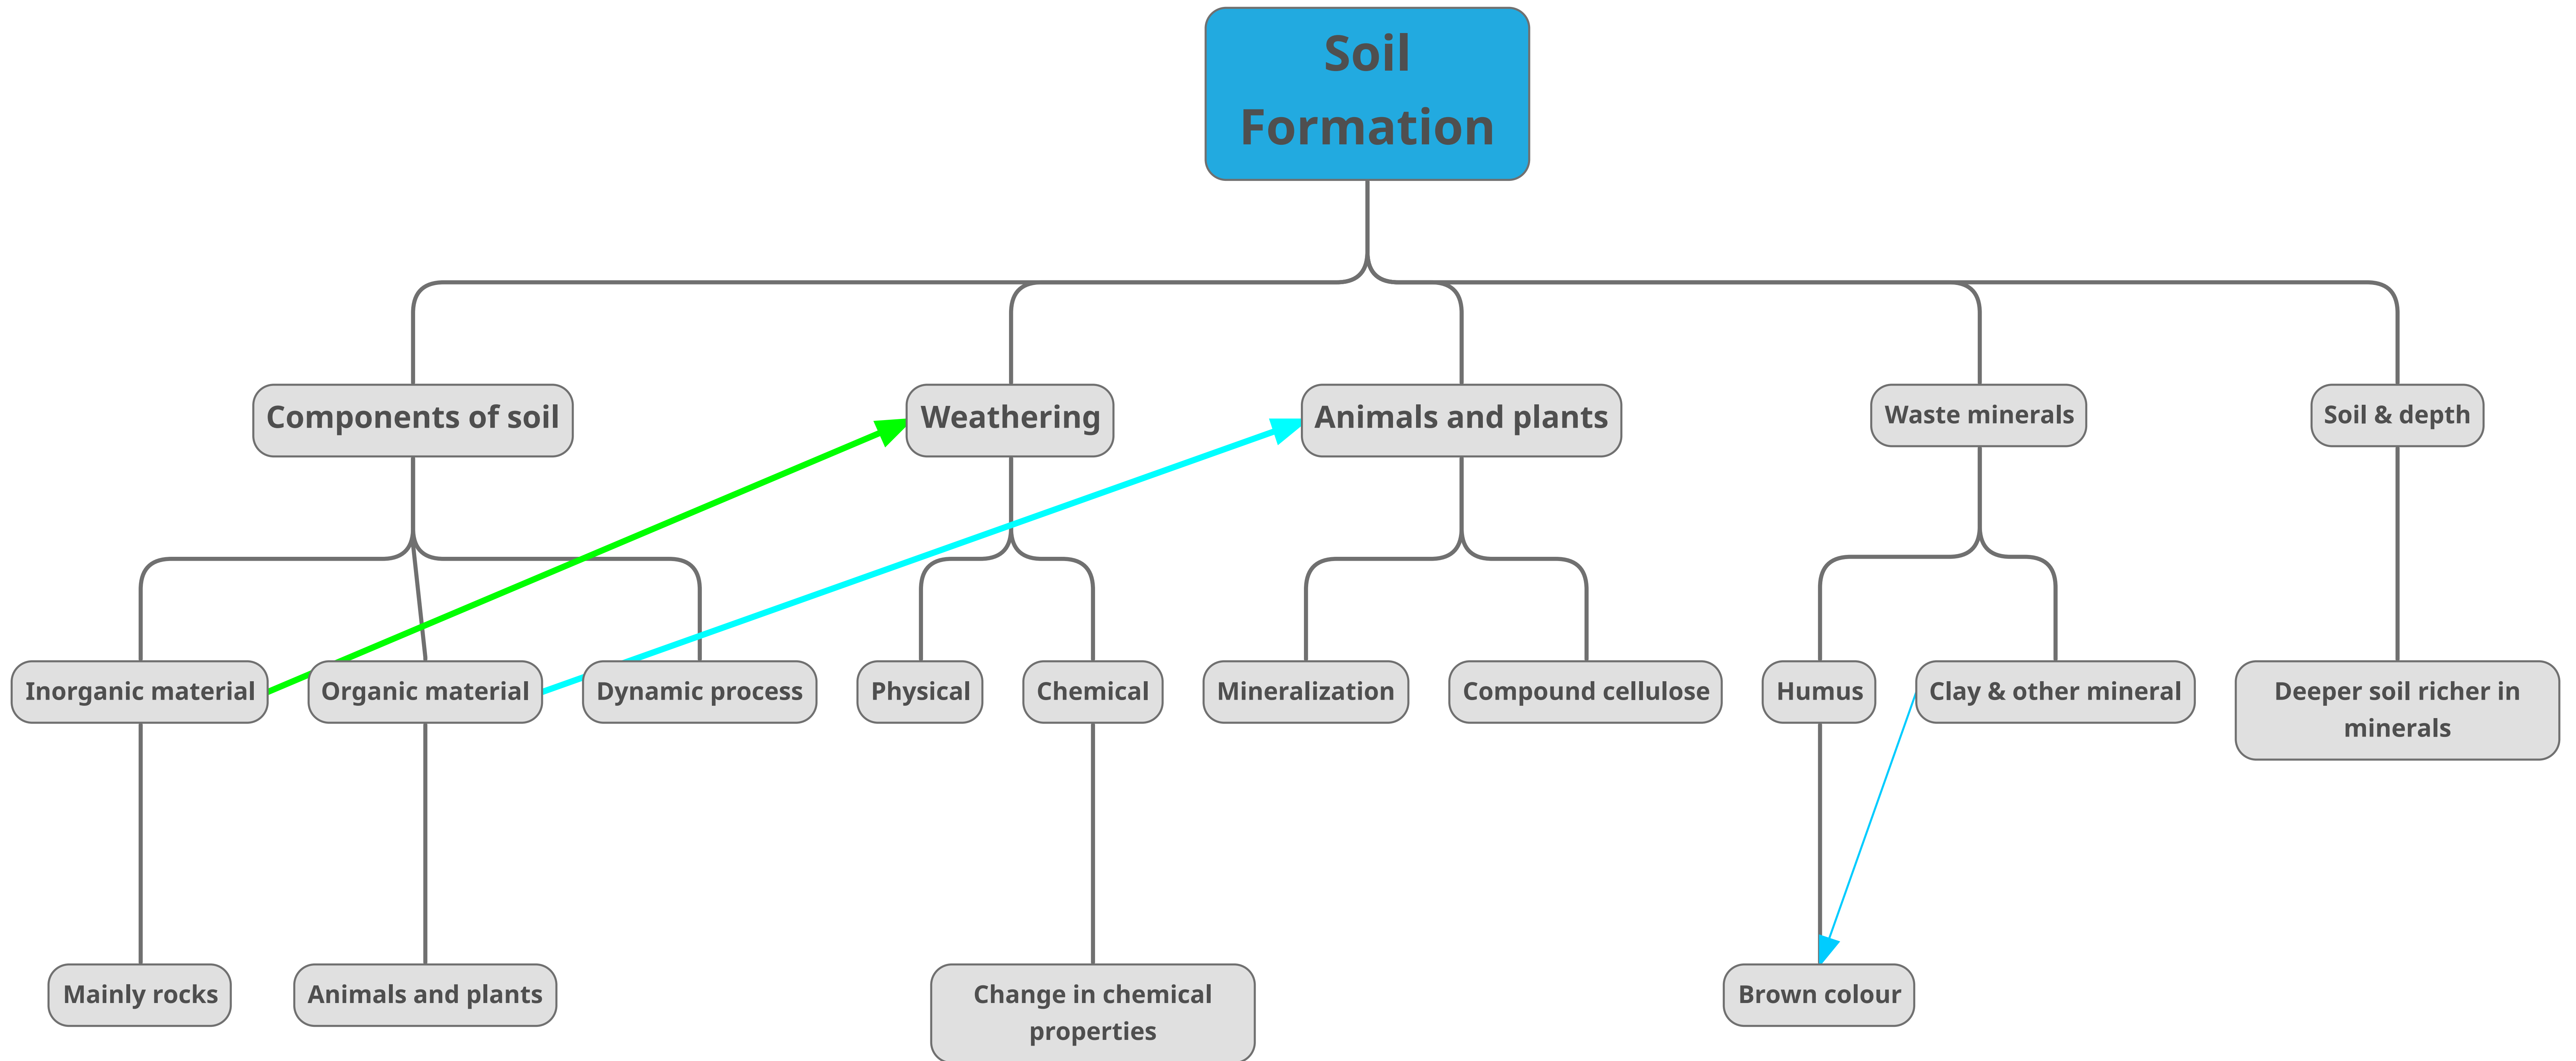 Soil
Formation
Components of soil
Weathering
Animals and plants
Waste minerals
Soil & depth
Inorganic material
Organic material
Dynamic process
Physical
Chemical
Mineralization
Compound cellulose
Humus
Clay & other mineral
Deeper soil richer in
minerals
Mainly rocks
Animals and plants
Change in chemical
properties
Brown colour